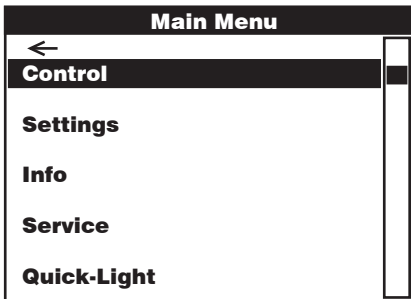 Main Menu
Control
Settings
Info
Service
Quick-Light